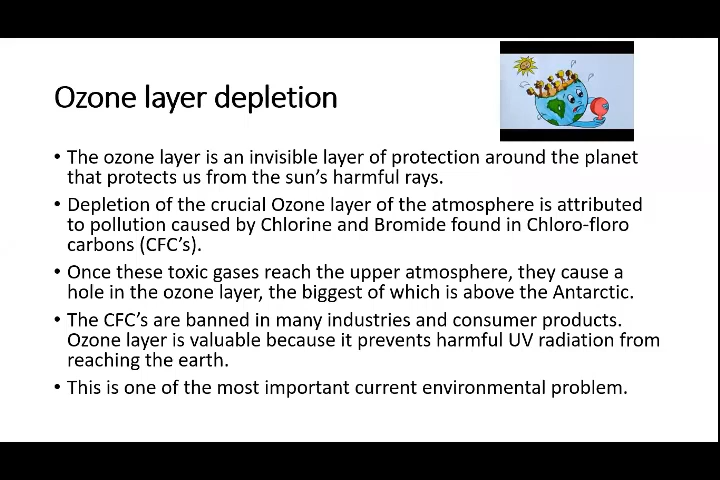 Ozone layer depletion
• The ozone layer is an invisible layer of protection around the planet
that protects us from the sun's harmful rays.
• Depletion of the crucial Ozone layer of the atmosphere is attributed
to pollution caused by Chlorine and Bromide found in Chloro-floro
carbons (CFC's).
• Once these toxic gases reach the upper atmosphere, they cause a
hole in the ozone layer, the biggest of which is above the Antarctic.
• The CFC's are banned in many industries and consumer products.
Ozone layer is valuable because it prevents harmful UV radiation from
reaching the earth.
• This is one of the most important current environmental problem.